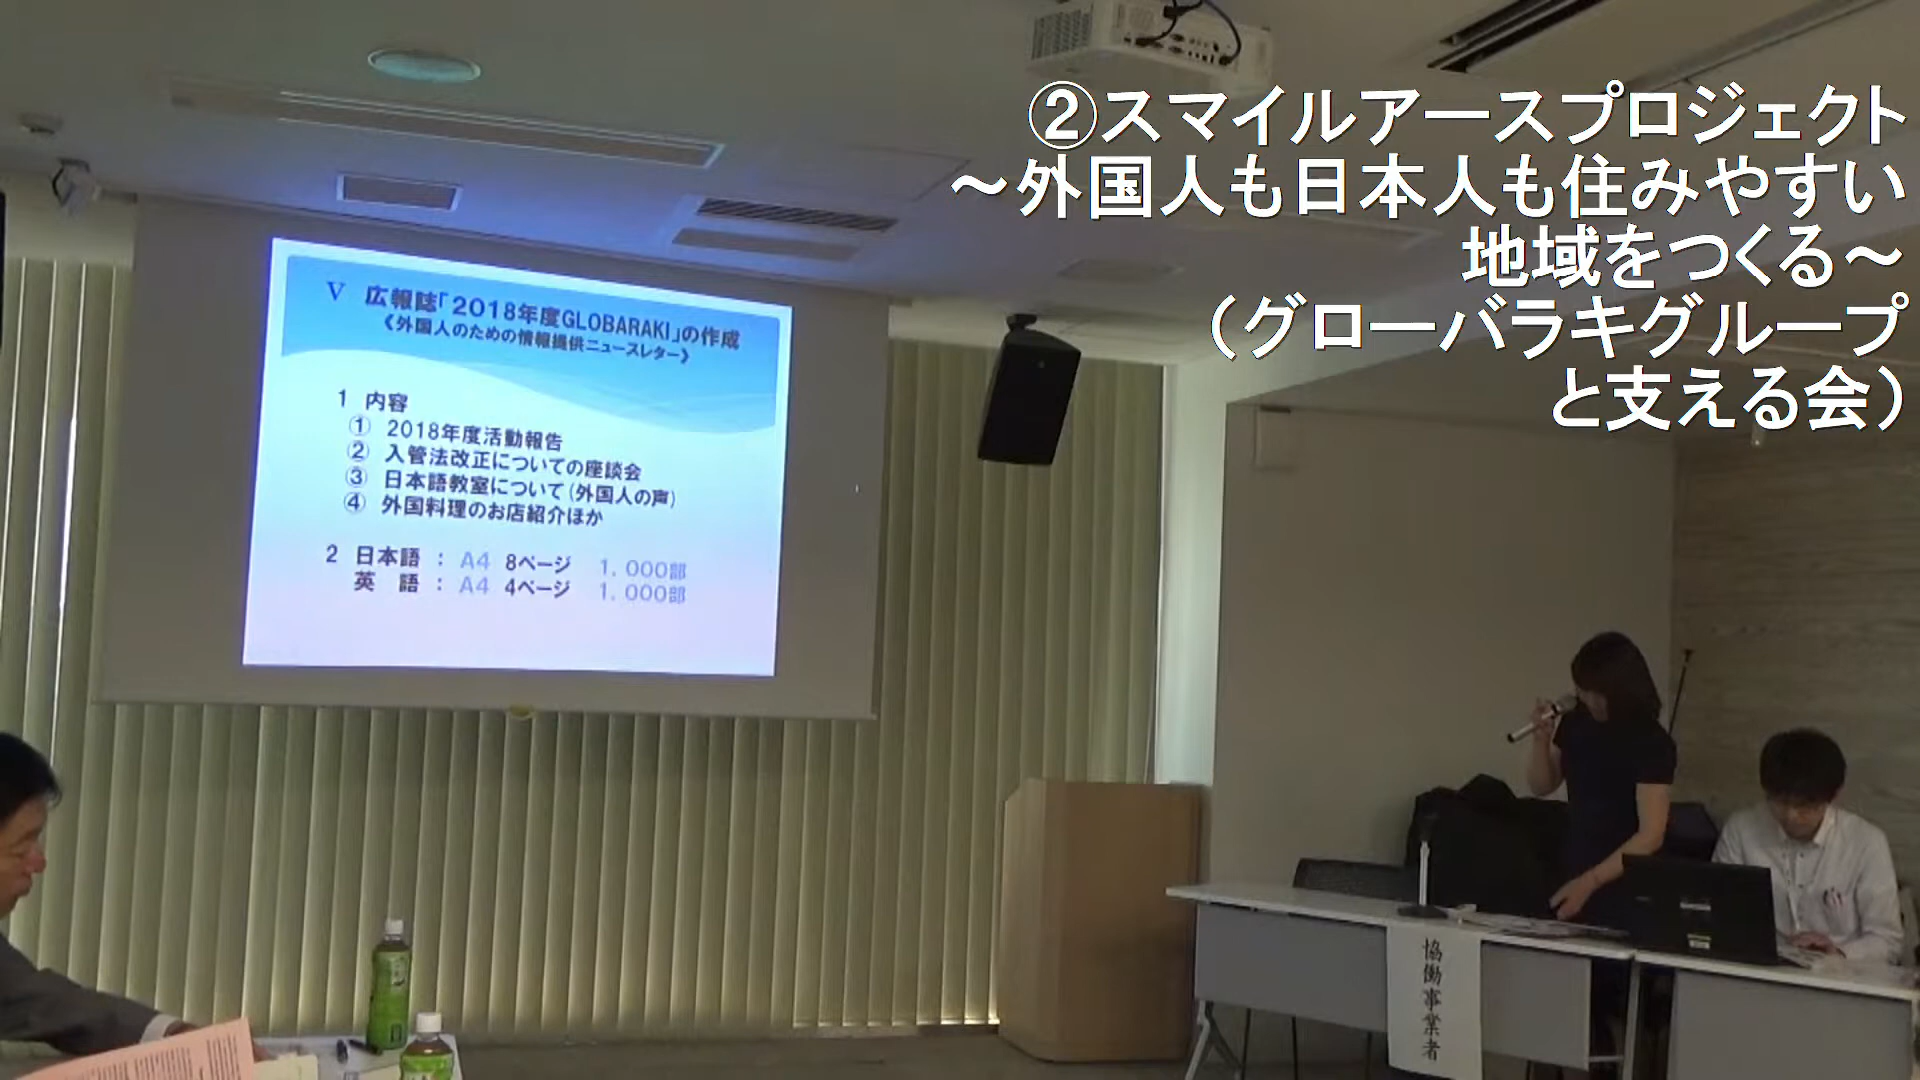 ②スマイルアースプロジェクト
～外国人も日本人も住みやすい
地域をつくる～
（グローバラキグループ
と支える会）
Ⅴ 広報誌「2018年度GLOBARAKI」の作成
《外国人のための情報提供ニュースレター》
1 内容
① 2018年度活動報告
② 入管法改正についての座談会
③ 日本語教室について(外国人の声)
④ 外国料理のお店紹介ほか
2 日本語 ： A4 8ページ 1．000部
英 語 ： A4 4ページ 1．000部
協働事業者